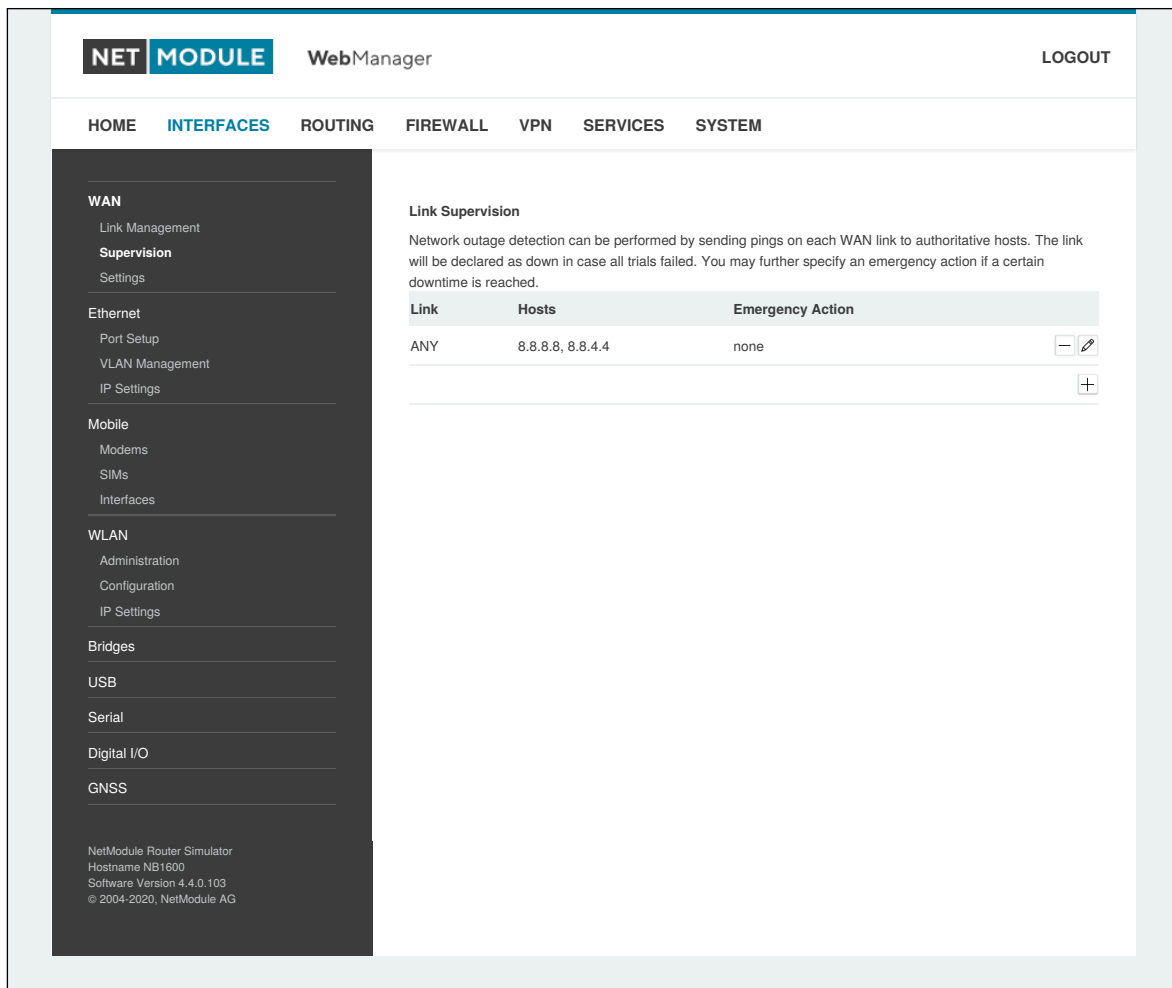 NET MODULE WebManager LOGOUT
HOME INTERFACES ROUTING FIREWALL VPN SERVICES SYSTEM
WAN
Link Management
Supervision
Settings
Ethernet
Port Setup
VLAN Management
IP Settings
Mobile
Modems
SIMs
Interfaces
WLAN
Administration
Configuration
IP Settings
Bridges
USB
Serial
Digital I/O
GNSS
NetModule Router Simulator
Hostname NB1600
Software Version 4.4.0.103
© 2004-2020, NetModule AG
Link Supervision
Network outage detection can be performed by sending pings on each WAN link to authoritative hosts. The link
will be declared as down in case all trials failed. You may further specify an emergency action if a certain
downtime is reached.
Link Hosts Emergency Action
ANY 8.8.8.8, 8.8.4.4 none